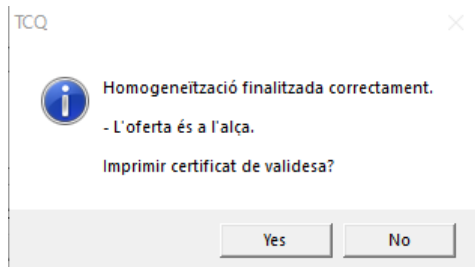 TCQ
Homogeneïtzació finalitzada correctament.
- L'oferta és a l'alça.
Imprimir certificat de validesa?
Yes
No